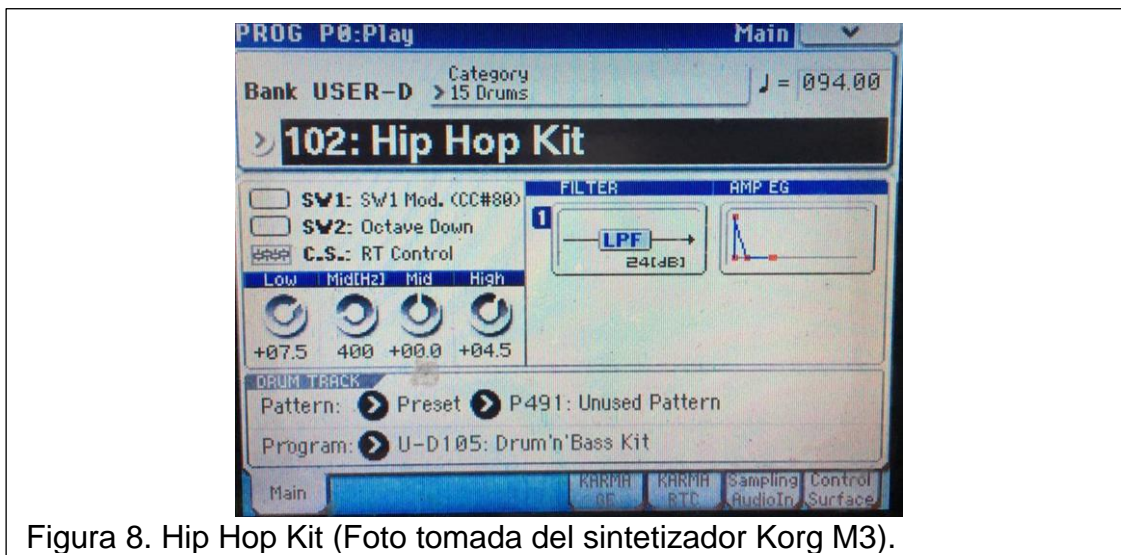 PROG P0:Play Main
Bank USER-D Category
15 Drums
♩= 094.00
102: Hip Hop Kit
SW1: SW1 Mod. (CC#80)
SW2: Octave Down
C.S.: RT Control
FILTER
AMP EG
1
LPF
24[dB]
Low Mid[Hz] Mid High
+07.5 400 +00.0 +04.5
DRUM TRACK
Pattern: Preset P491: Unused Pattern
Program: U-D105: Drum'n'Bass Kit
Main
KARMA GE
KARMA RTC
Sampling AudioIn
Control Surface
Figura 8. Hip Hop Kit (Foto tomada del sintetizador Korg M3).